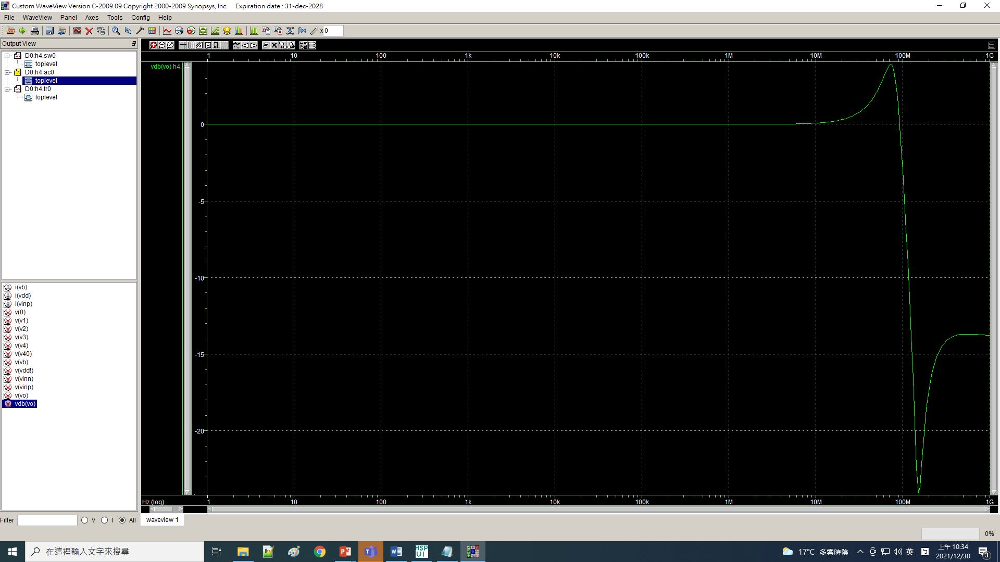 Custom WaveView Version C-2009.09 Copyright 2000-2009 Synopsys, Inc. Expiration date : 31-dec-2028
File WaveView Panel Axes Tools Config Help
x 0
Output View
D0:h4.sw0
toplevel
D0:h4.ac0
toplevel
D0:h4.tr0
toplevel
i(vb)
i(vdd)
i(vinp)
v(0)
v(v1)
v(v2)
v(v3)
v(v4)
v(v40)
v(vb)
v(vdd!)
v(vinn)
v(vinp)
v(vo)
vdb(vo)
Filter V I All
1 10 100 1k 10k 100k 1M 10M 100M 1G
vdb(vo) h4.
0
-5
-10
-15
-20
Hz (log) 1 10 100 1k 10k 100k 1M 10M 100M 1G
waveview 1
0%
在這裡輸入文字來搜尋
HSP UI
17°C 多雲時陰
英
上午 10:34
2021/12/30
3